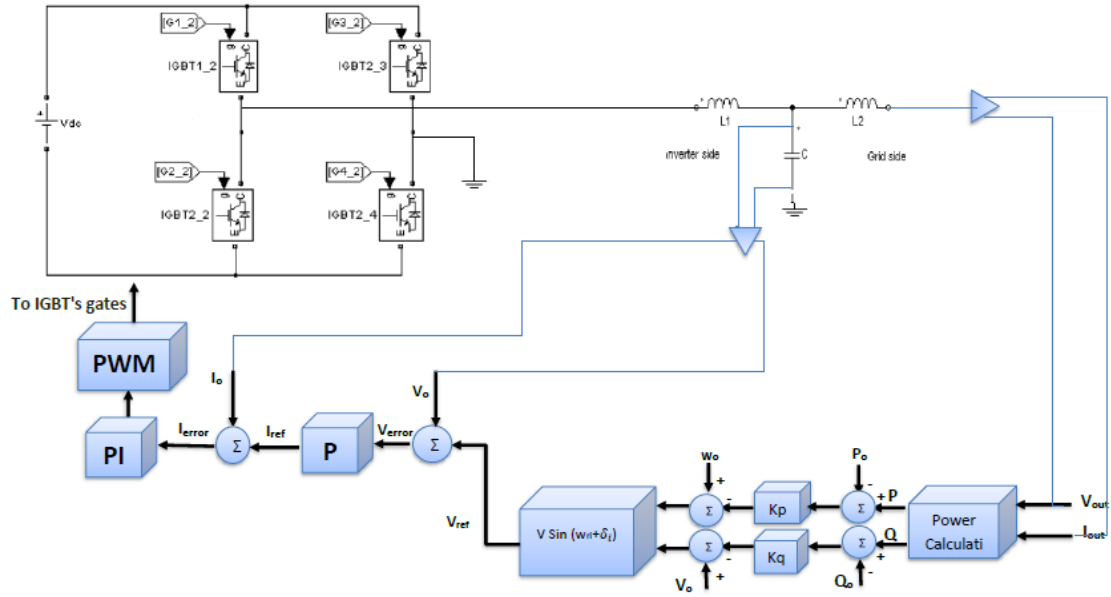 [G1_2]
[G3_2]
g C
g C
IGBT1_2
IGBT2_3
E
E
+
Vdc
+
L1
+
L2
+
Inverter side
C
Grid side
[G2_2]
[G4_2]
g C
g C
IGBT2_2
IGBT2_4
E
E
To IGBT's gates
PWM
Io
Vo
Ierror
Iref
Verror
Σ
P
Σ
PI
Vref
wo
Po
+
-
-
+ P
Σ
Kp
Σ
V Sin (wit+δi)
Power
Calculati
Vout
Iout
Q
Σ
Kq
Σ
-
+
+
-
Vo
Qo